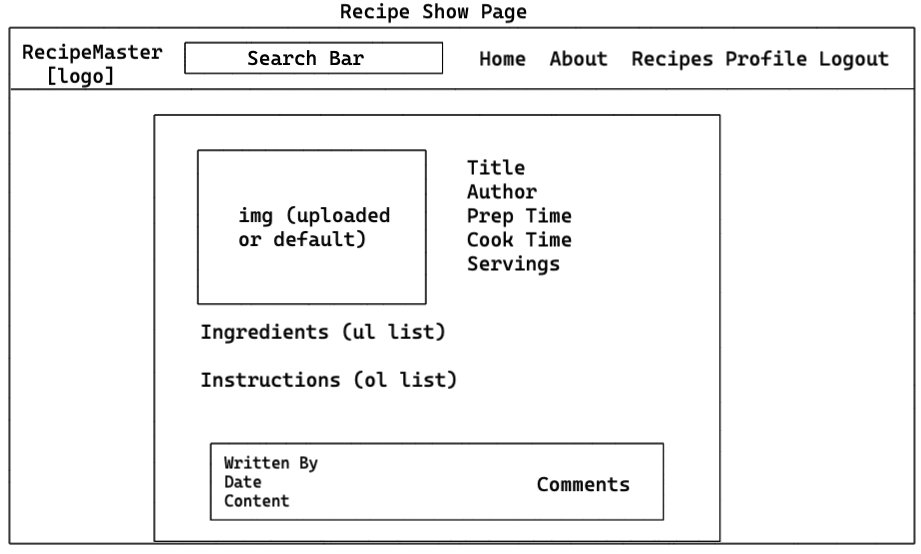 Recipe Show Page
RecipeMaster
[logo]
Search Bar
Home About Recipes Profile Logout
img (uploaded
or default)
Title
Author
Prep Time
Cook Time
Servings
Ingredients (ul list)
Instructions (ol list)
Written By
Date
Content
Comments